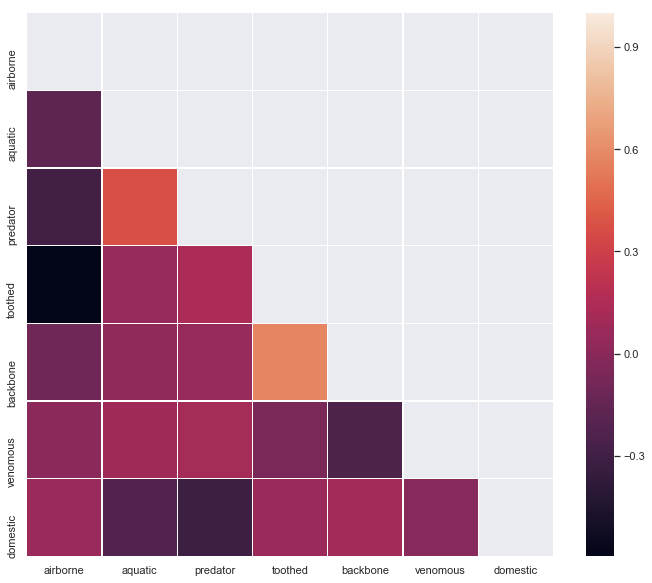 airborne
aquatic
predator
toothed
backbone
venomous
domestic
airborne aquatic predator toothed backbone venomous domestic
0.9
0.6
0.3
0.0
−0.3